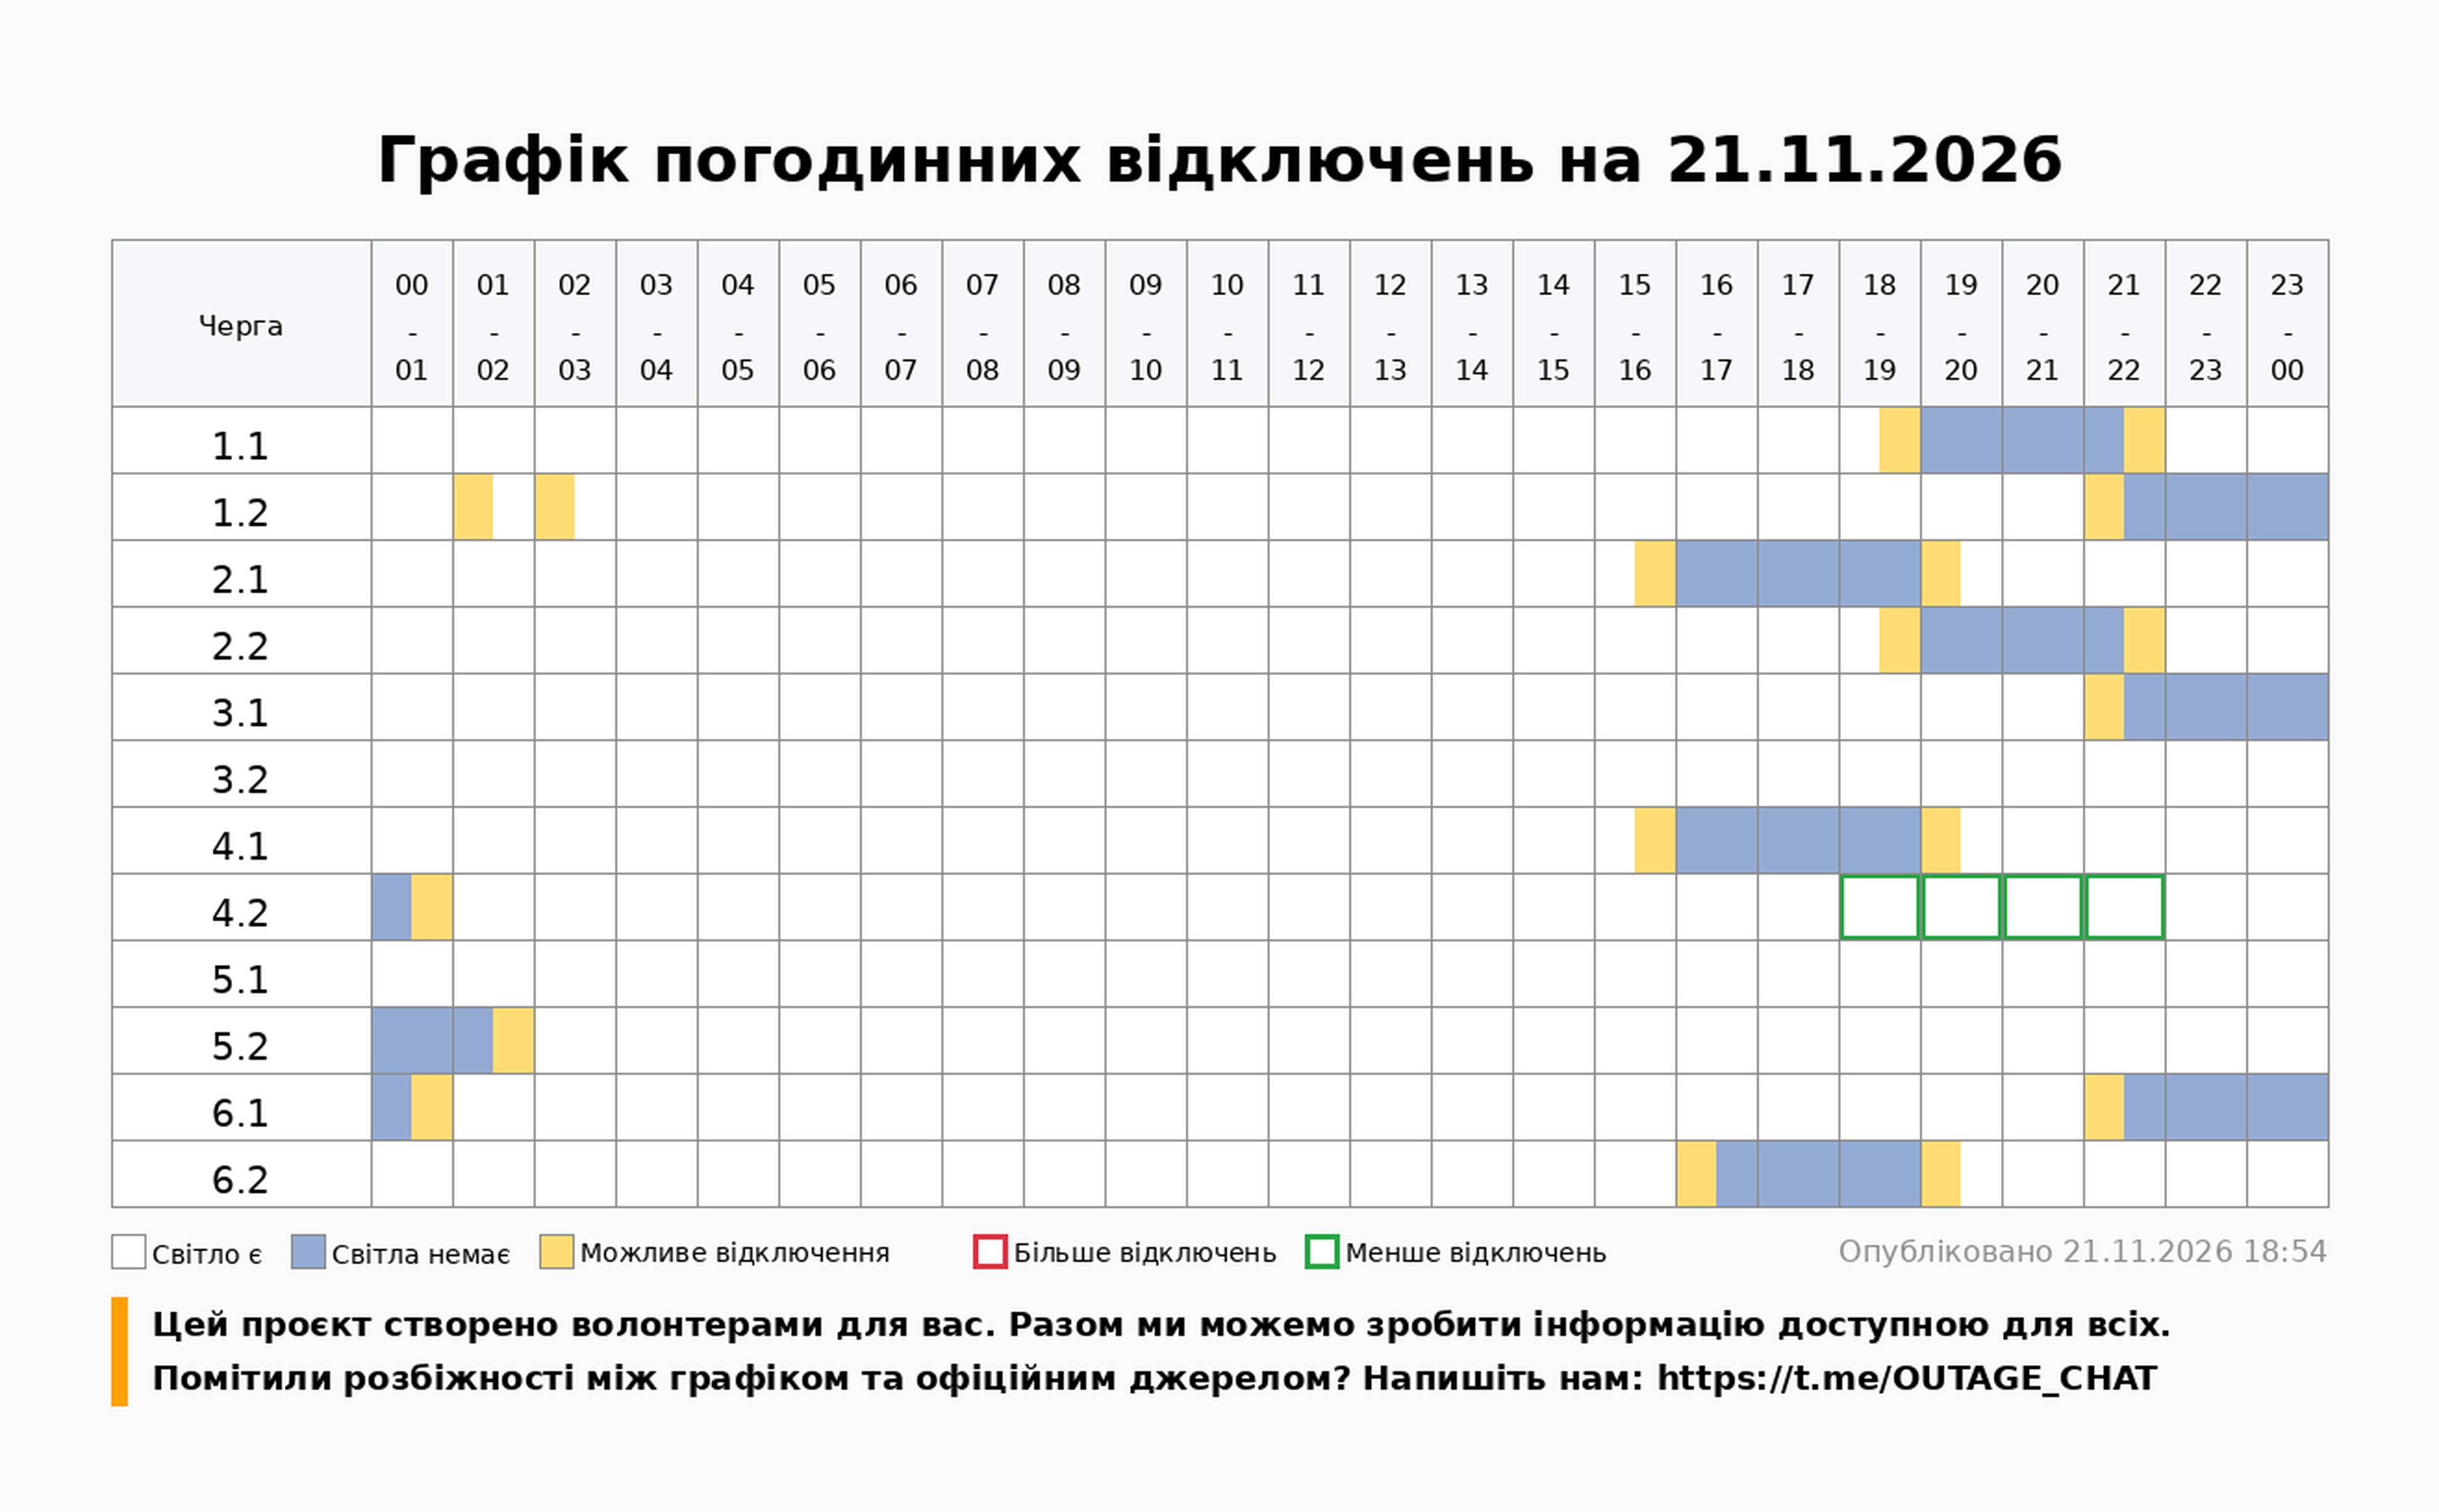 Графік погодинних відключень на 21.11.2026
Черга 00 - 01 01 - 02 02 - 03 03 - 04 04 - 05 05 - 06 06 - 07 07 - 08 08 - 09 09 - 10 10 - 11 11 - 12 12 - 13 13 - 14 14 - 15 15 - 16 16 - 17 17 - 18 18 - 19 19 - 20 20 - 21 21 - 22 22 - 23 23 - 00
1.1
1.2
2.1
2.2
3.1
3.2
4.1
4.2
5.1
5.2
6.1
6.2
Світло є Світла немає Можливе відключення Більше відключень Менше відключень Опубліковано 21.11.2026 18:54
Цей проєкт створено волонтерами для вас. Разом ми можемо зробити інформацію доступною для всіх.
Помітили розбіжності між графіком та офіційним джерелом? Напишіть нам: https://t.me/OUTAGE_CHAT